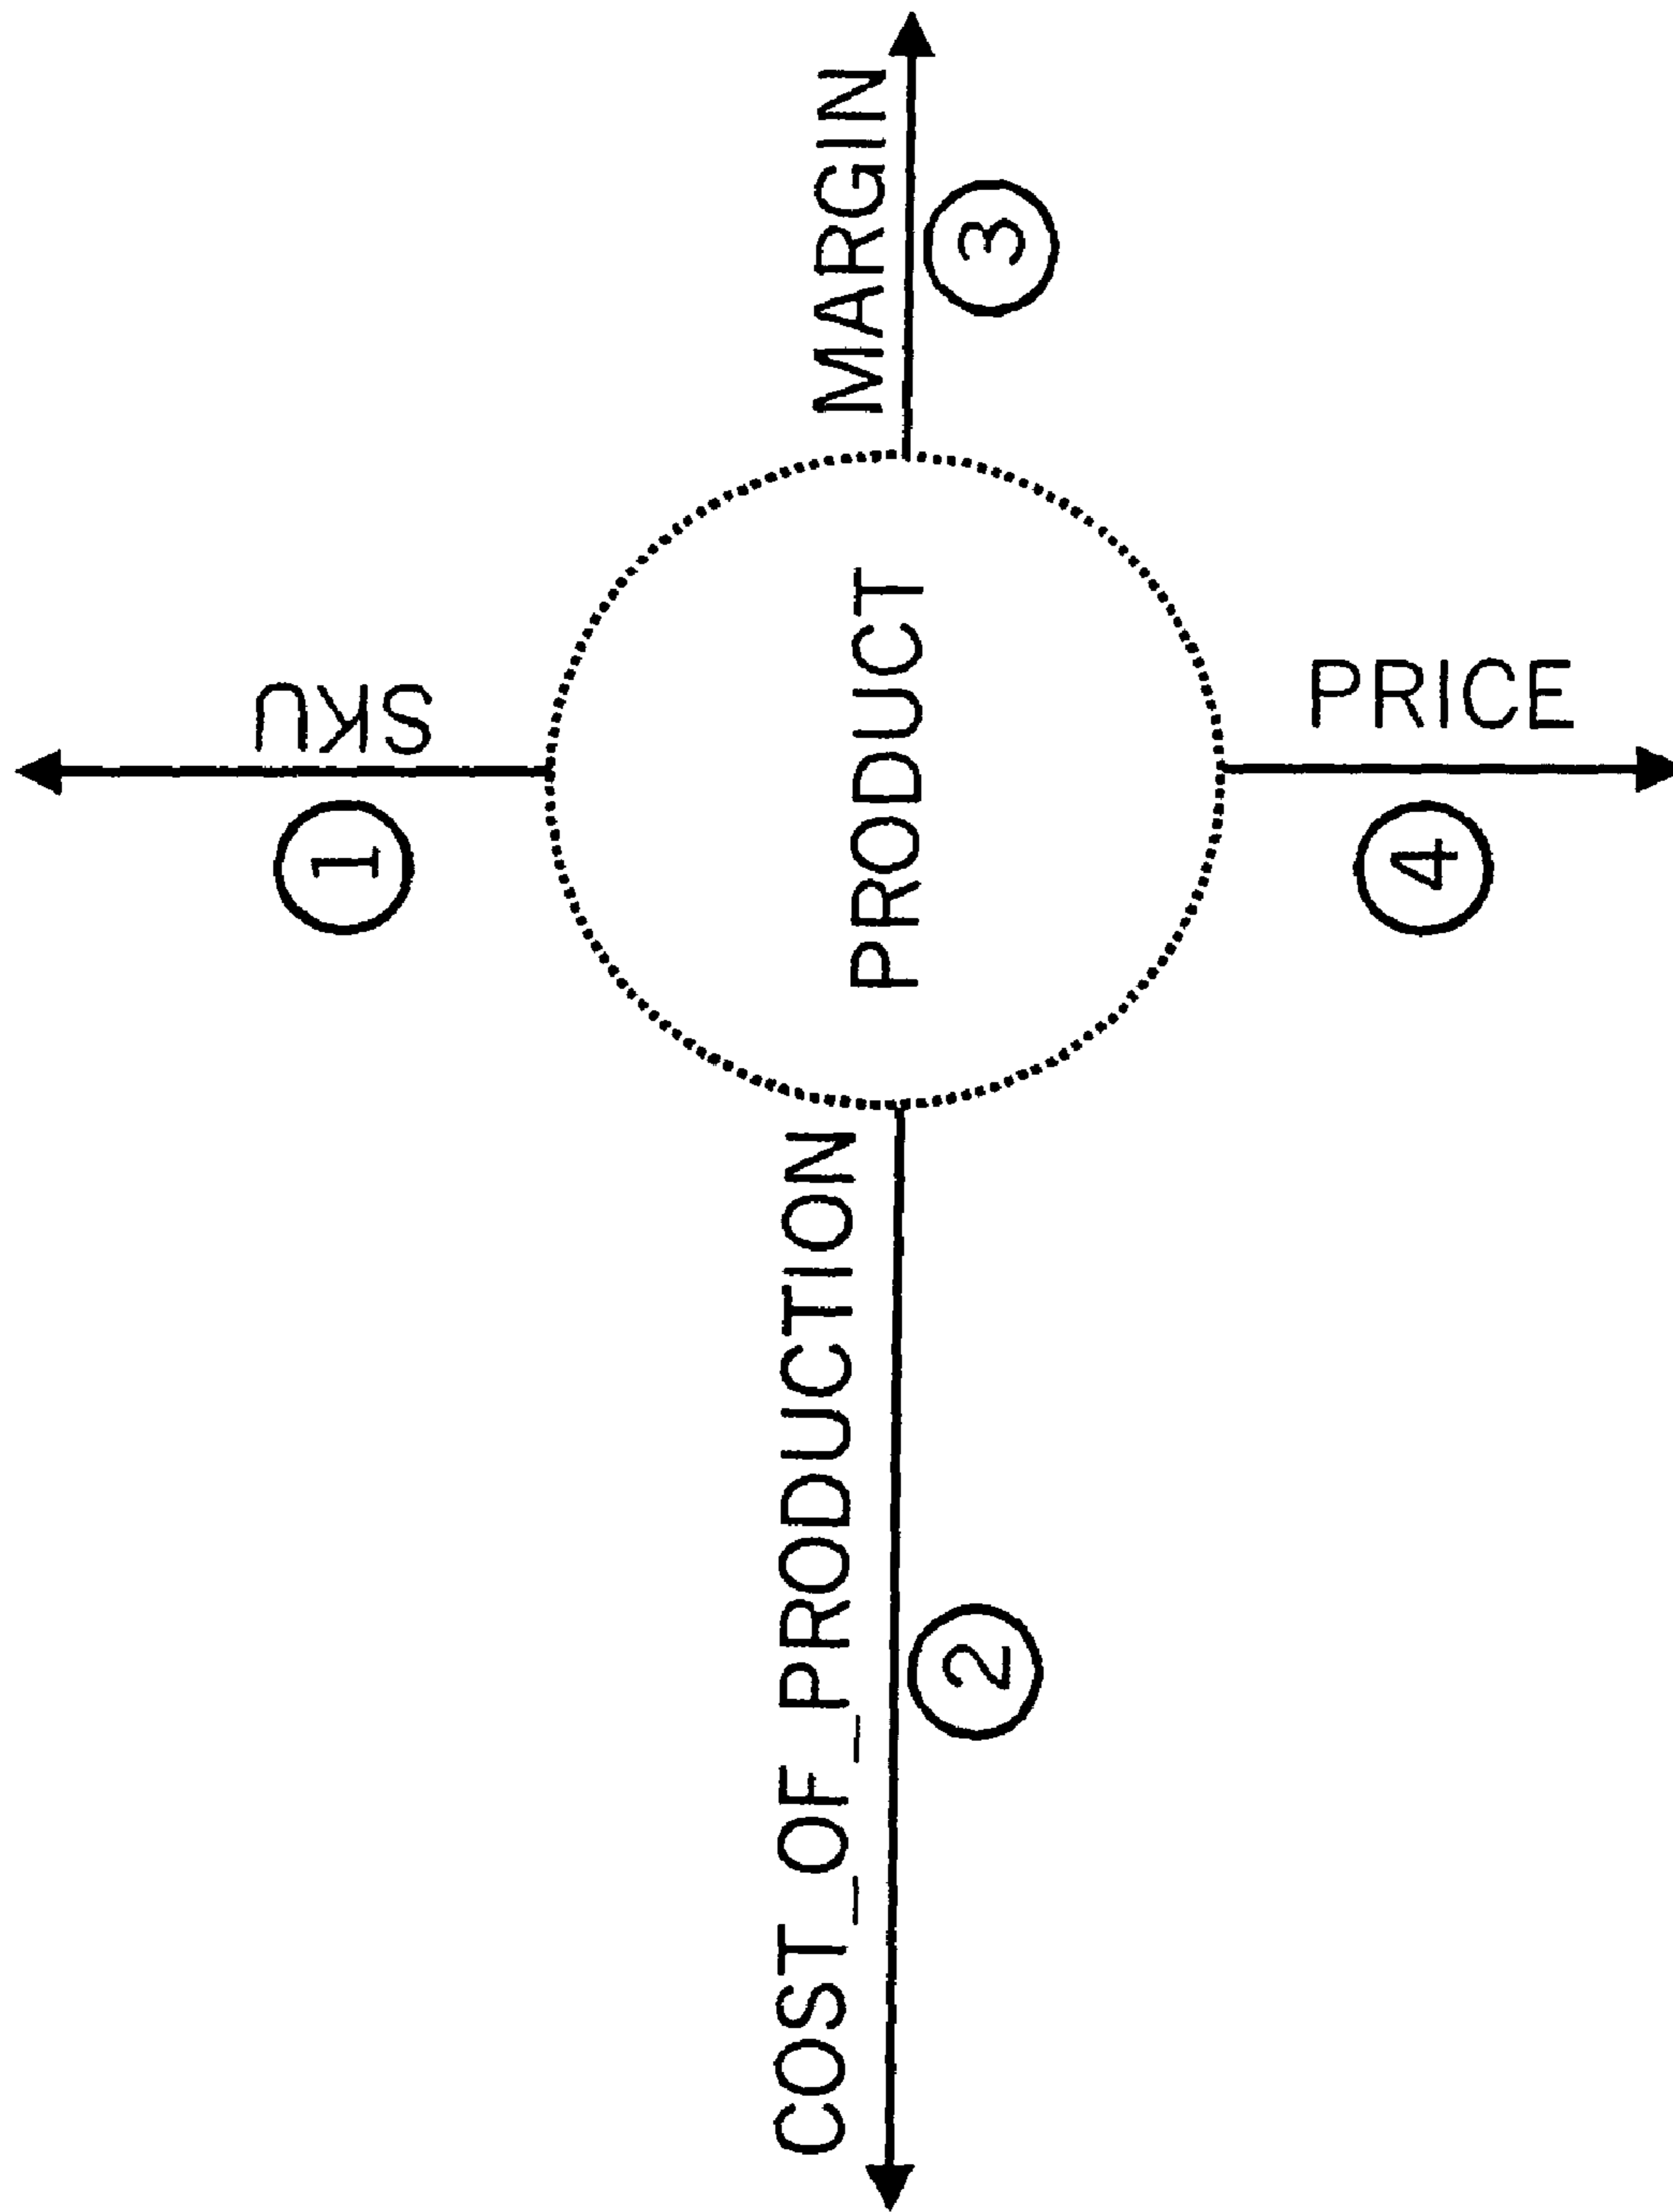 SKU
1
COST_OF_PRODUCTION
2
PRODUCT
MARGIN
3
PRICE
4